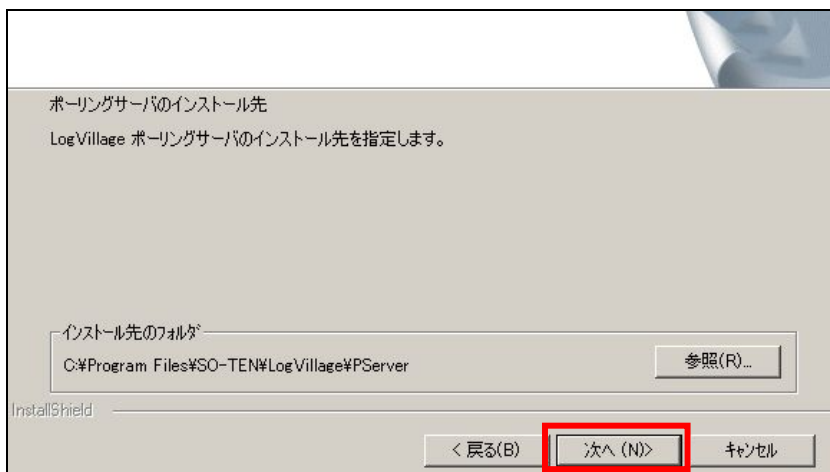 ポーリングサーバのインストール先
LogVillage ポーリングサーバのインストール先を指定します。
インストール先のフォルダ
C:¥Program Files¥SO-TEN¥LogVillage¥PServer
参照(R)...
InstallShield
< 戻る(B)
次へ (N)>
キャンセル